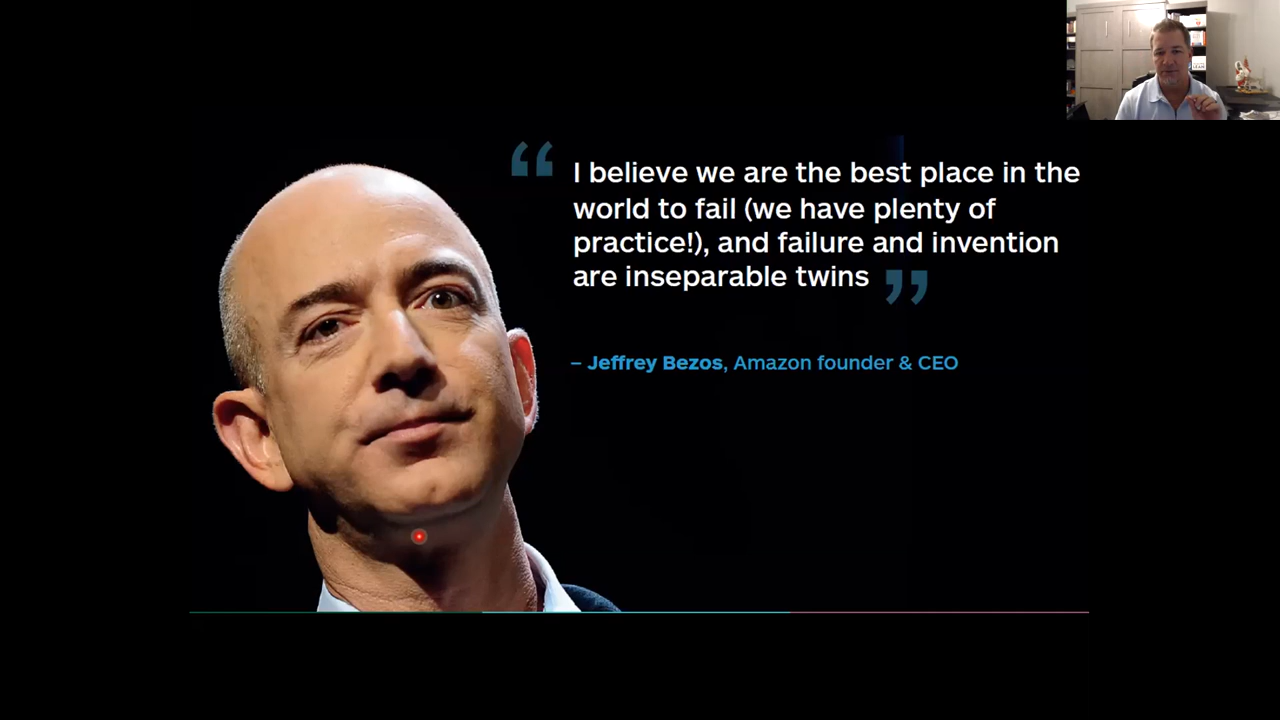 “ I believe we are the best place in the
world to fail (we have plenty of
practice!), and failure and invention
are inseparable twins ”
– Jeffrey Bezos, Amazon founder & CEO